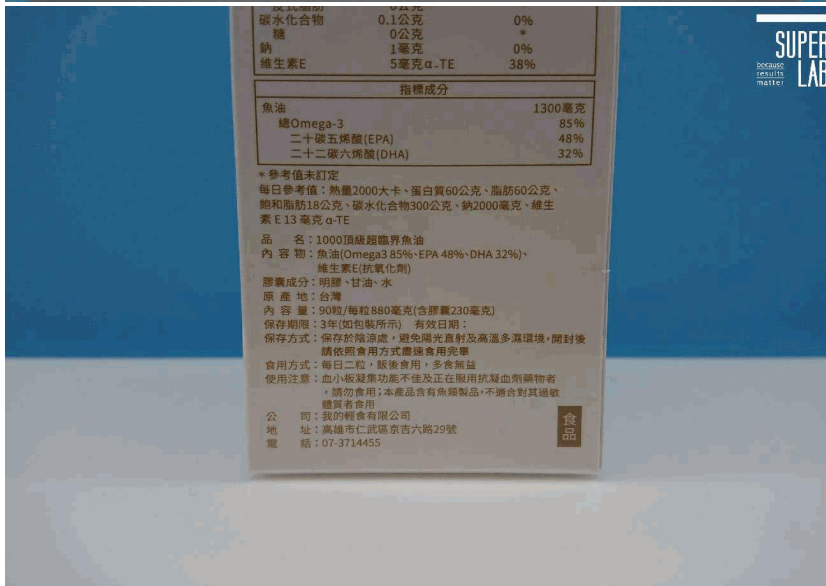 碳水化合物 0.1公克 0%
糖 0公克 *
鈉 1毫克 0%
維生素E 5毫克α-TE 38%
指標成分
魚油 1300毫克
總Omega-3 85%
二十碳五烯酸(EPA) 48%
二十二碳六烯酸(DHA) 32%
*參考值未訂定
每日參考值：熱量2000大卡、蛋白質60公克、脂肪60公克、
飽和脂肪18公克、碳水化合物300公克、鈉2000毫克、維生
素E 13毫克α-TE
品 名：1000頂級超臨界魚油
內容物：魚油(Omega3 85%、EPA 48%、DHA 32%)、
維生素E(抗氧化劑)
膠囊成分：明膠、甘油、水
原產地：台灣
內容量：90粒/每粒880毫克(含膠囊230毫克)
保存期限：3年(如包裝所示) 有效日期：
保存方式：保存於陰涼處，避免陽光直射及高溫多濕環境，開封後
請依照食用方式盡速食用完畢
食用方式：每日二粒，飯後食用，多食無益
使用注意：血小板凝集功能不佳及正在服用抗凝血劑藥物者
，請勿食用；本產品含有魚類製品，不適合對其過敏
體質者食用
公 司：我的輕食有限公司
地 址：高雄市仁武區京吉六路29號
電 話：07-3714455
食品
SUPER
LAB
because
results
matter